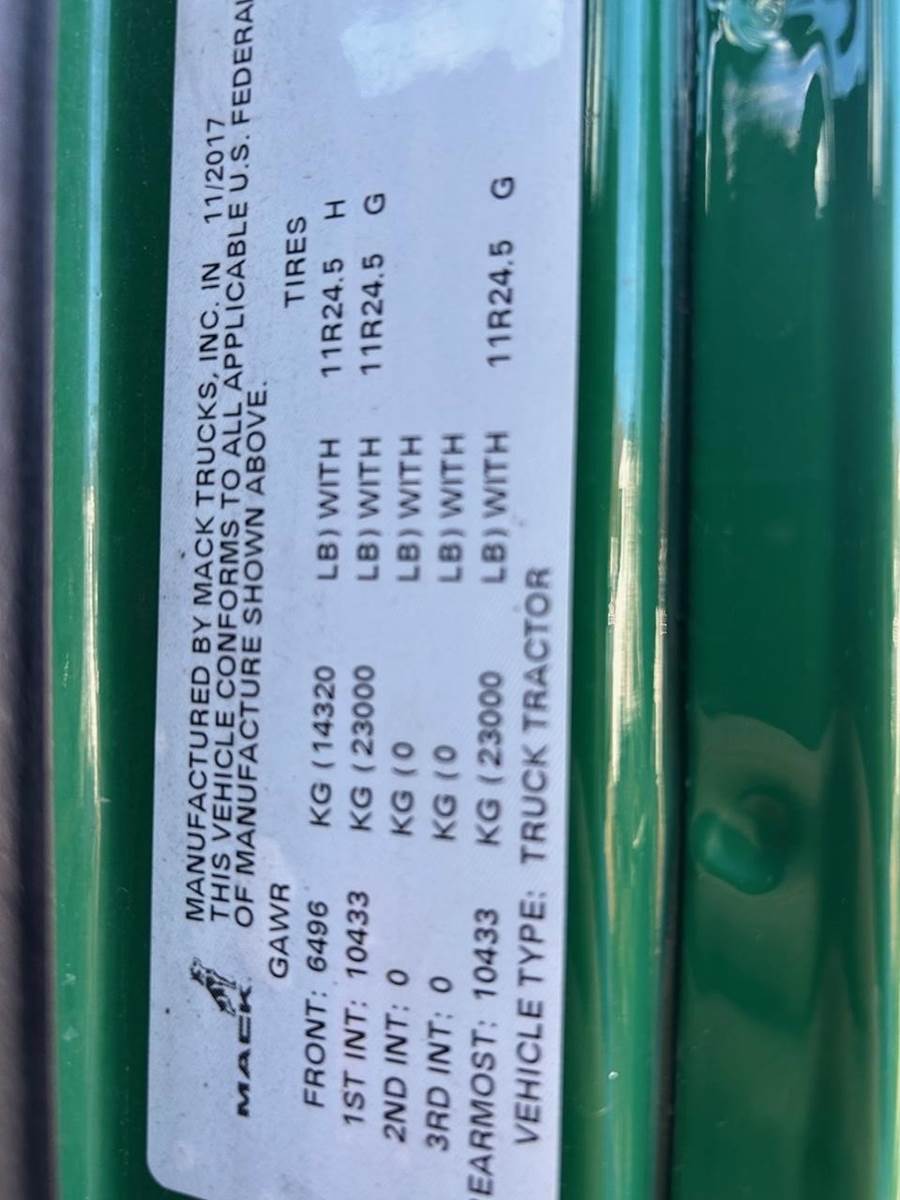 MACK
MANUFACTURED BY MACK TRUCKS, INC. IN 11/2017
THIS VEHICLE CONFORMS TO ALL APPLICABLE U.S. FEDERAL
OF MANUFACTURE SHOWN ABOVE.
GAWR TIRES
FRONT: 6496 KG (14320 LB) WITH 11R24.5 H
1ST INT: 10433 KG (23000 LB) WITH 11R24.5 G
2ND INT: 0 KG (0 LB) WITH
3RD INT: 0 KG (0 LB) WITH
EARMOST: 10433 KG (23000 LB) WITH 11R24.5 G
VEHICLE TYPE: TRUCK TRACTOR